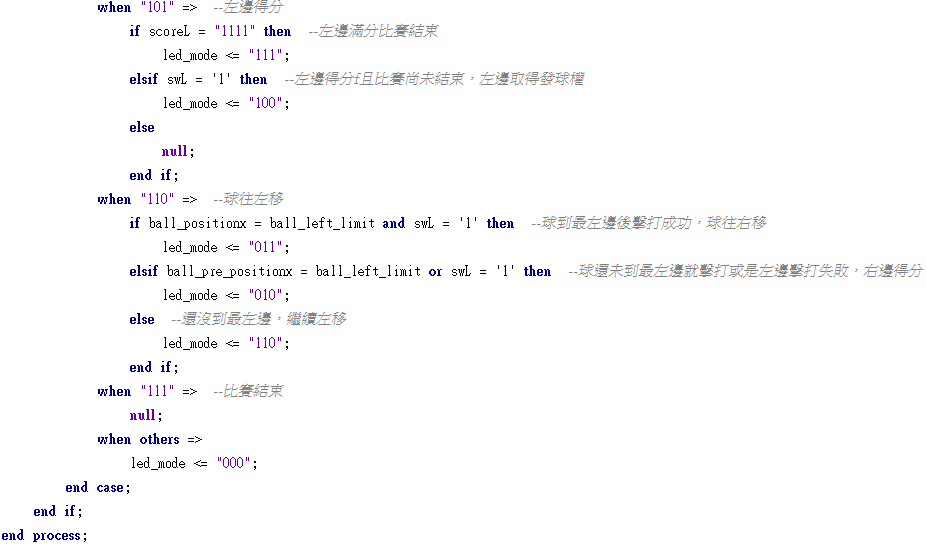 when "101" =>  --左邊得分
if scoreL = "1111" then  --左邊滿分比賽結束
led_mode <= "111";
elsif swL = '1' then  --左邊得分f且比賽尚未結束，左邊取得發球權
led_mode <= "100";
else
null;
end if;
when "110" =>  --球往左移
if ball_positionx = ball_left_limit and swL = '1' then  --球到最左邊後擊打成功，球往右移
led_mode <= "011";
elsif ball_pre_positionx = ball_left_limit or swL = '1' then  --球還未到最左邊就擊打或是左邊擊打失敗，右邊得分
led_mode <= "010";
else  --還沒到最左邊，繼續左移
led_mode <= "110";
end if;
when "111" =>  --比賽結束
null;
when others =>
led_mode <= "000";
end case;
end if;
end process;